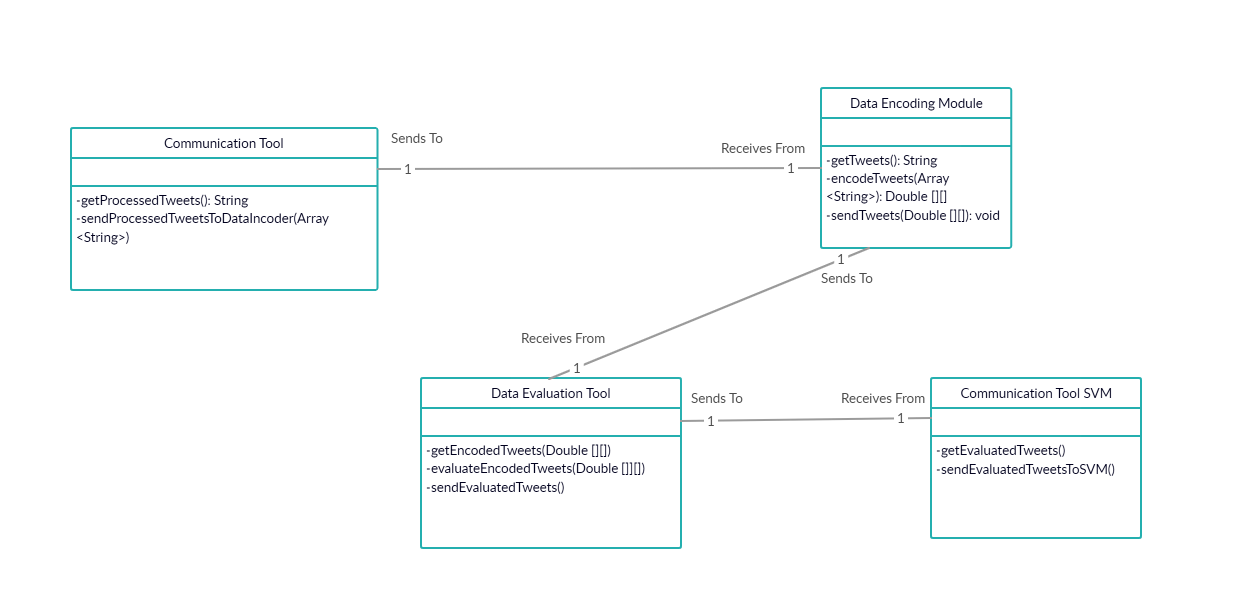 Communication Tool
-getProcessedTweets(): String
-sendProcessedTweetsToDataIncoder(Array
<String>)
Sends To
1
Receives From
1
Data Encoding Module
-getTweets(): String
-encodeTweets(Array
<String>): Double [][]
-sendTweets(Double [][]): void
1
Sends To
Receives From
1
Data Evaluation Tool
-getEncodedTweets(Double [][])
-evaluateEncodedTweets(Double []][])
-sendEvaluatedTweets()
Sends To
1
Receives From
1
Communication Tool SVM
-getEvaluatedTweets()
-sendEvaluatedTweetsToSVM()